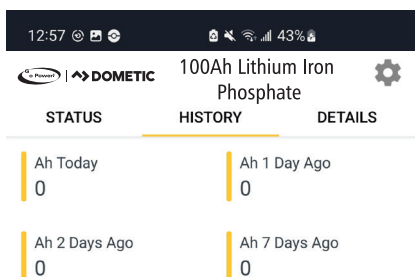 12:57 43%
Go Power! | DOMETIC 100Ah Lithium Iron
Phosphate
STATUS HISTORY DETAILS
Ah Today Ah 1 Day Ago
0 0
Ah 2 Days Ago Ah 7 Days Ago
0 0